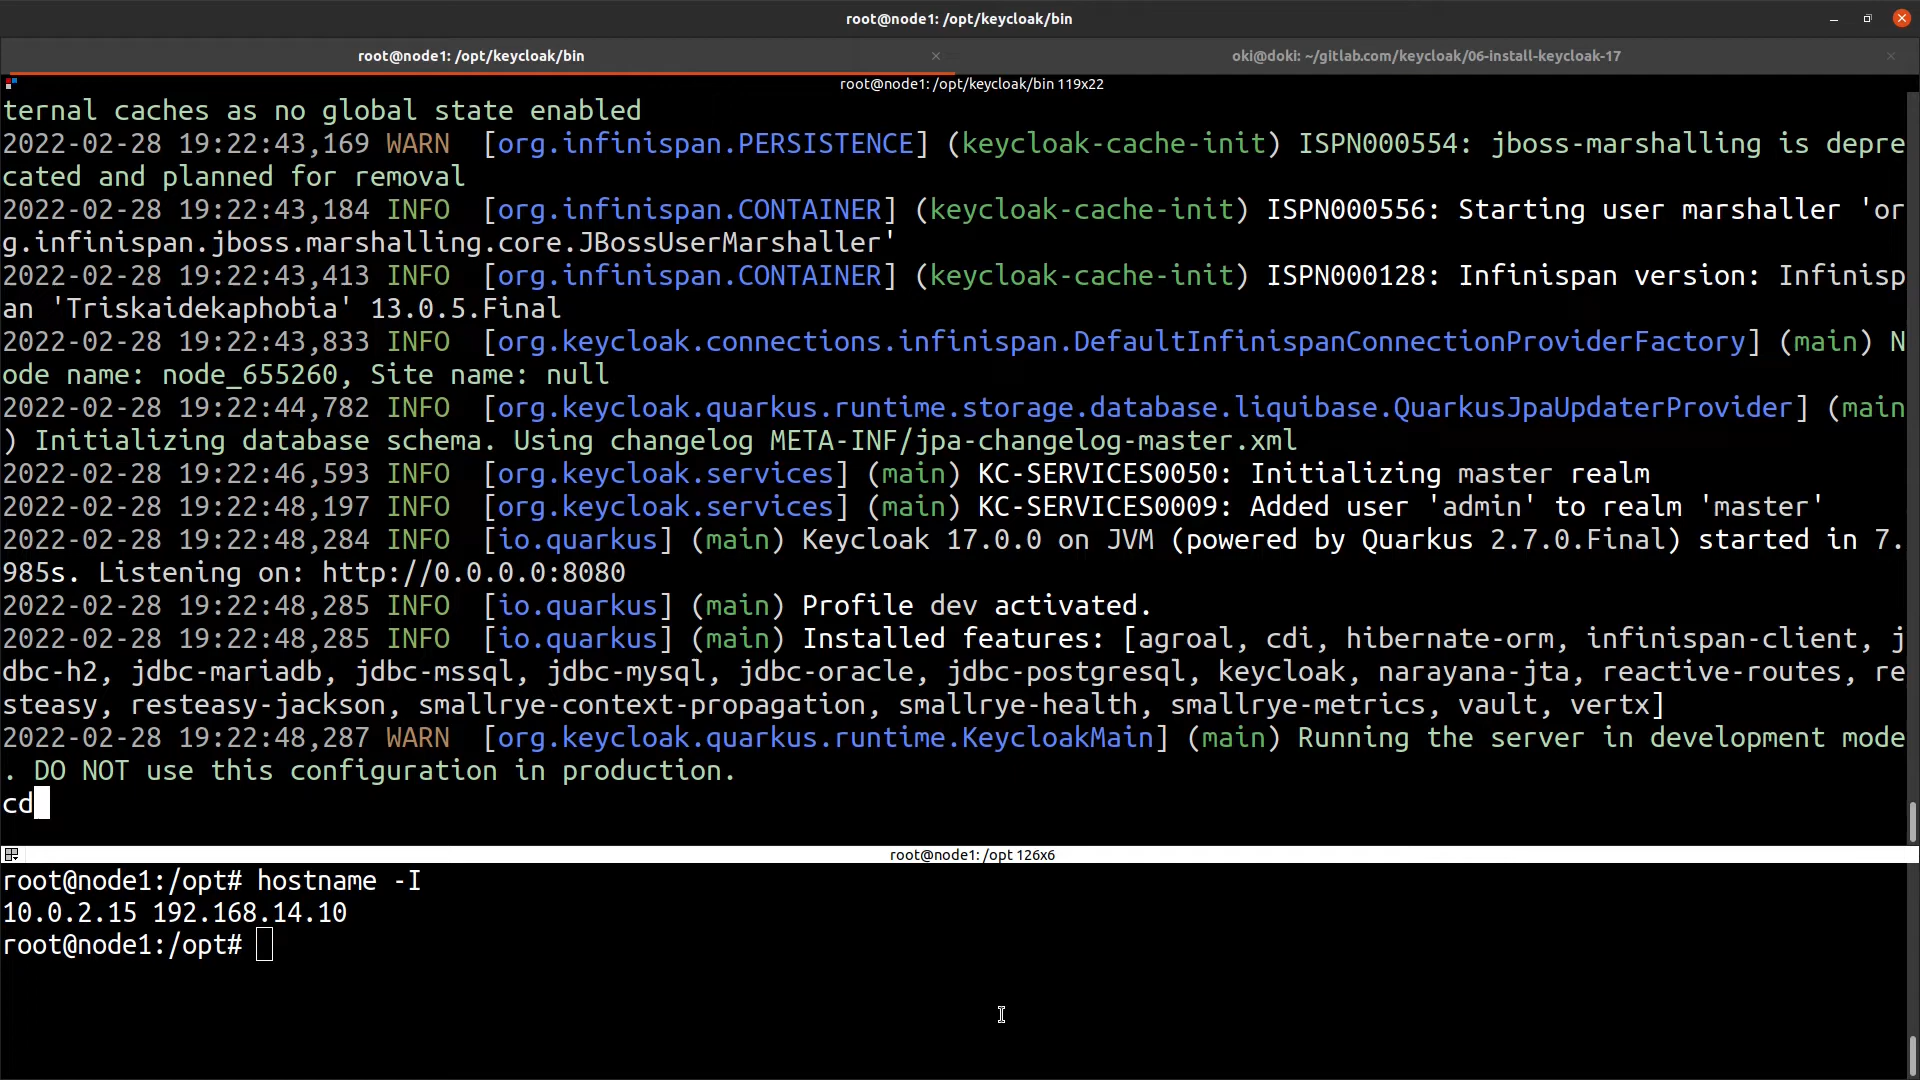 root@node1: /opt/keycloak/bin
root@node1: /opt/keycloak/bin
oki@doki: ~/gitlab.com/keycloak/06-install-keycloak-17
root@node1: /opt/keycloak/bin 119x22
ternal caches as no global state enabled
2022-02-28 19:22:43,169 WARN  [org.infinispan.PERSISTENCE] (keycloak-cache-init) ISPN000554: jboss-marshalling is depre
cated and planned for removal
2022-02-28 19:22:43,184 INFO  [org.infinispan.CONTAINER] (keycloak-cache-init) ISPN000556: Starting user marshaller 'or
g.infinispan.jboss.marshalling.core.JBossUserMarshaller'
2022-02-28 19:22:43,413 INFO  [org.infinispan.CONTAINER] (keycloak-cache-init) ISPN000128: Infinispan version: Infinisp
an 'Triskaidekaphobia' 13.0.5.Final
2022-02-28 19:22:43,833 INFO  [org.keycloak.connections.infinispan.DefaultInfinispanConnectionProviderFactory] (main) N
ode name: node_655260, Site name: null
2022-02-28 19:22:44,782 INFO  [org.keycloak.quarkus.runtime.storage.database.liquibase.QuarkusJpaUpdaterProvider] (main
) Initializing database schema. Using changelog META-INF/jpa-changelog-master.xml
2022-02-28 19:22:46,593 INFO  [org.keycloak.services] (main) KC-SERVICES0050: Initializing master realm
2022-02-28 19:22:48,197 INFO  [org.keycloak.services] (main) KC-SERVICES0009: Added user 'admin' to realm 'master'
2022-02-28 19:22:48,284 INFO  [io.quarkus] (main) Keycloak 17.0.0 on JVM (powered by Quarkus 2.7.0.Final) started in 7.
985s. Listening on: http://0.0.0.0:8080
2022-02-28 19:22:48,285 INFO  [io.quarkus] (main) Profile dev activated.
2022-02-28 19:22:48,285 INFO  [io.quarkus] (main) Installed features: [agroal, cdi, hibernate-orm, infinispan-client, j
dbc-h2, jdbc-mariadb, jdbc-mssql, jdbc-mysql, jdbc-oracle, jdbc-postgresql, keycloak, narayana-jta, reactive-routes, re
steasy, resteasy-jackson, smallrye-context-propagation, smallrye-health, smallrye-metrics, vault, vertx]
2022-02-28 19:22:48,287 WARN  [org.keycloak.quarkus.runtime.KeycloakMain] (main) Running the server in development mode
. DO NOT use this configuration in production.
cd
root@node1: /opt 126x6
root@node1:/opt# hostname -I
10.0.2.15 192.168.14.10
root@node1:/opt#